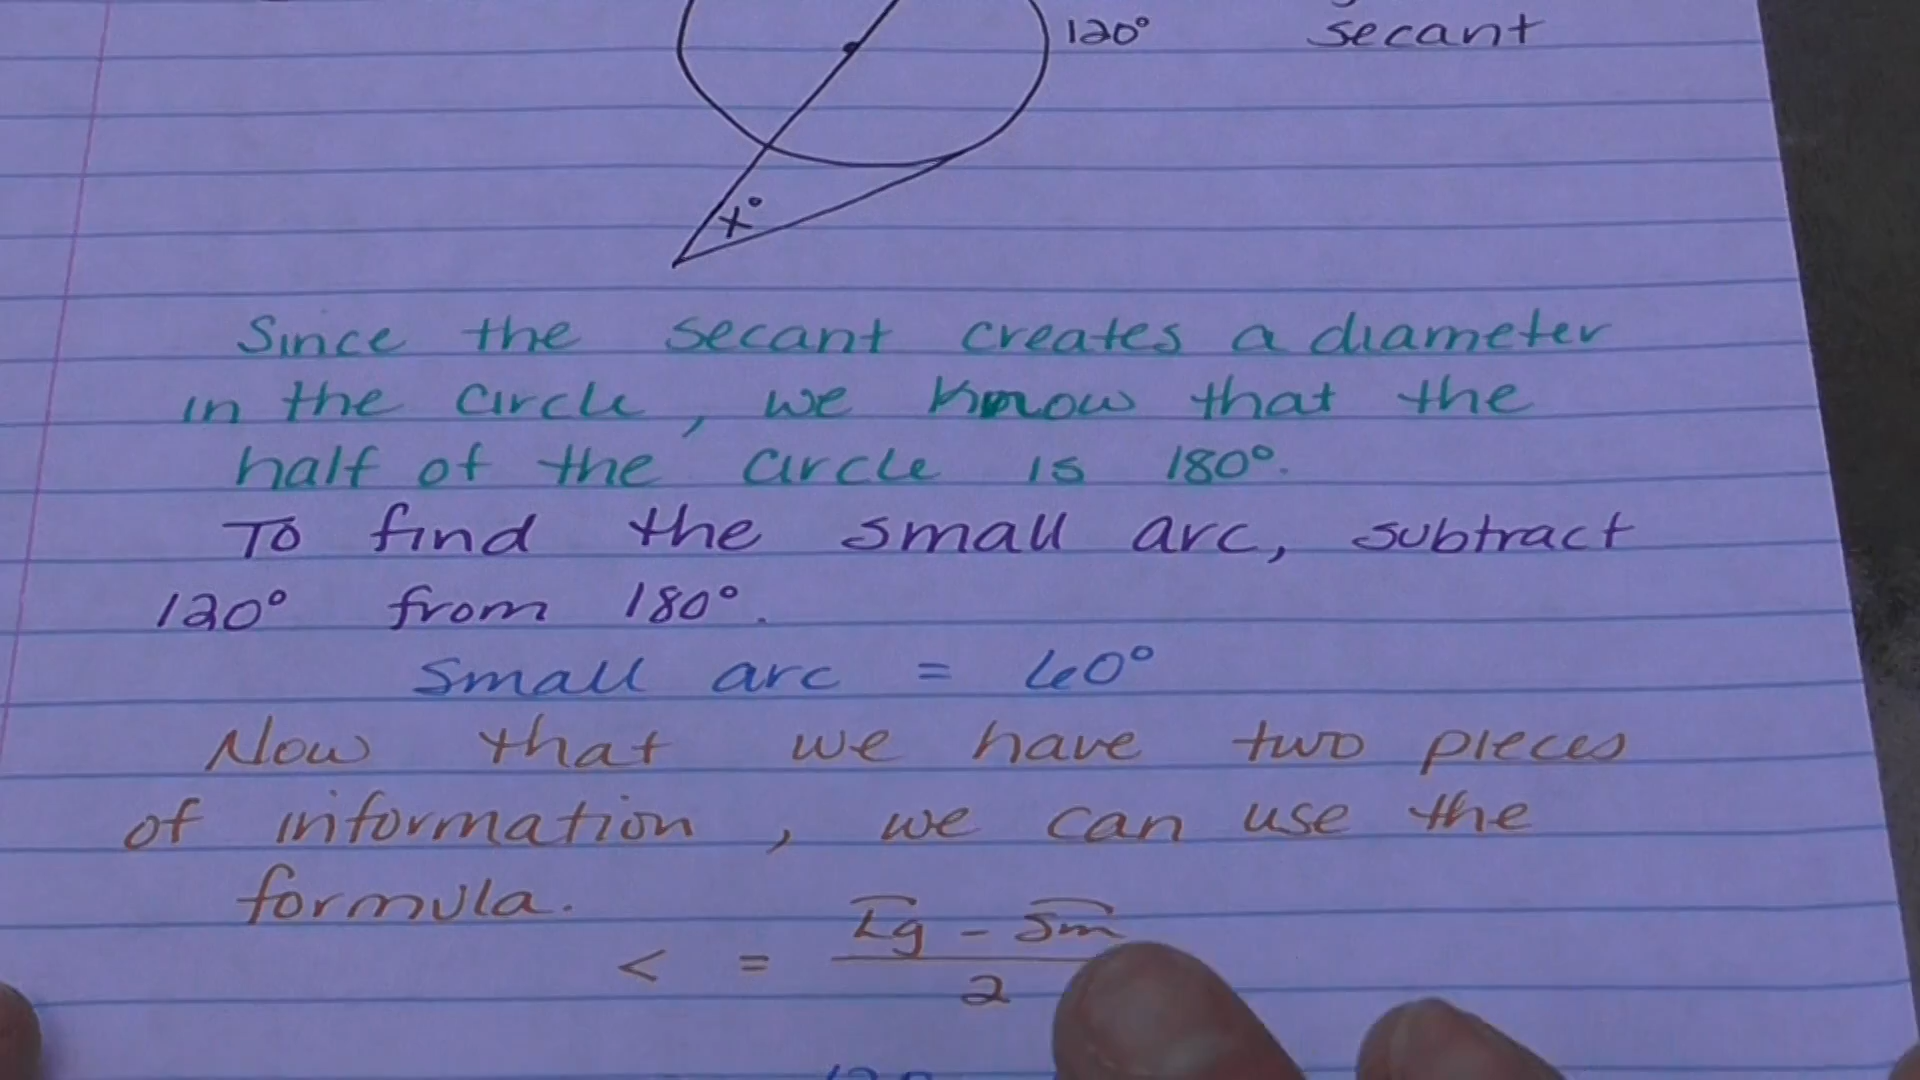 120° secant
x°
Since the secant creates a diameter
in the circle, we know that the
half of the circle is 180°.
To find the small arc, subtract
120° from 180°.
Small arc = 60°
Now that we have two pieces
of information, we can use the
formula.
Lg - Sm
< =
2